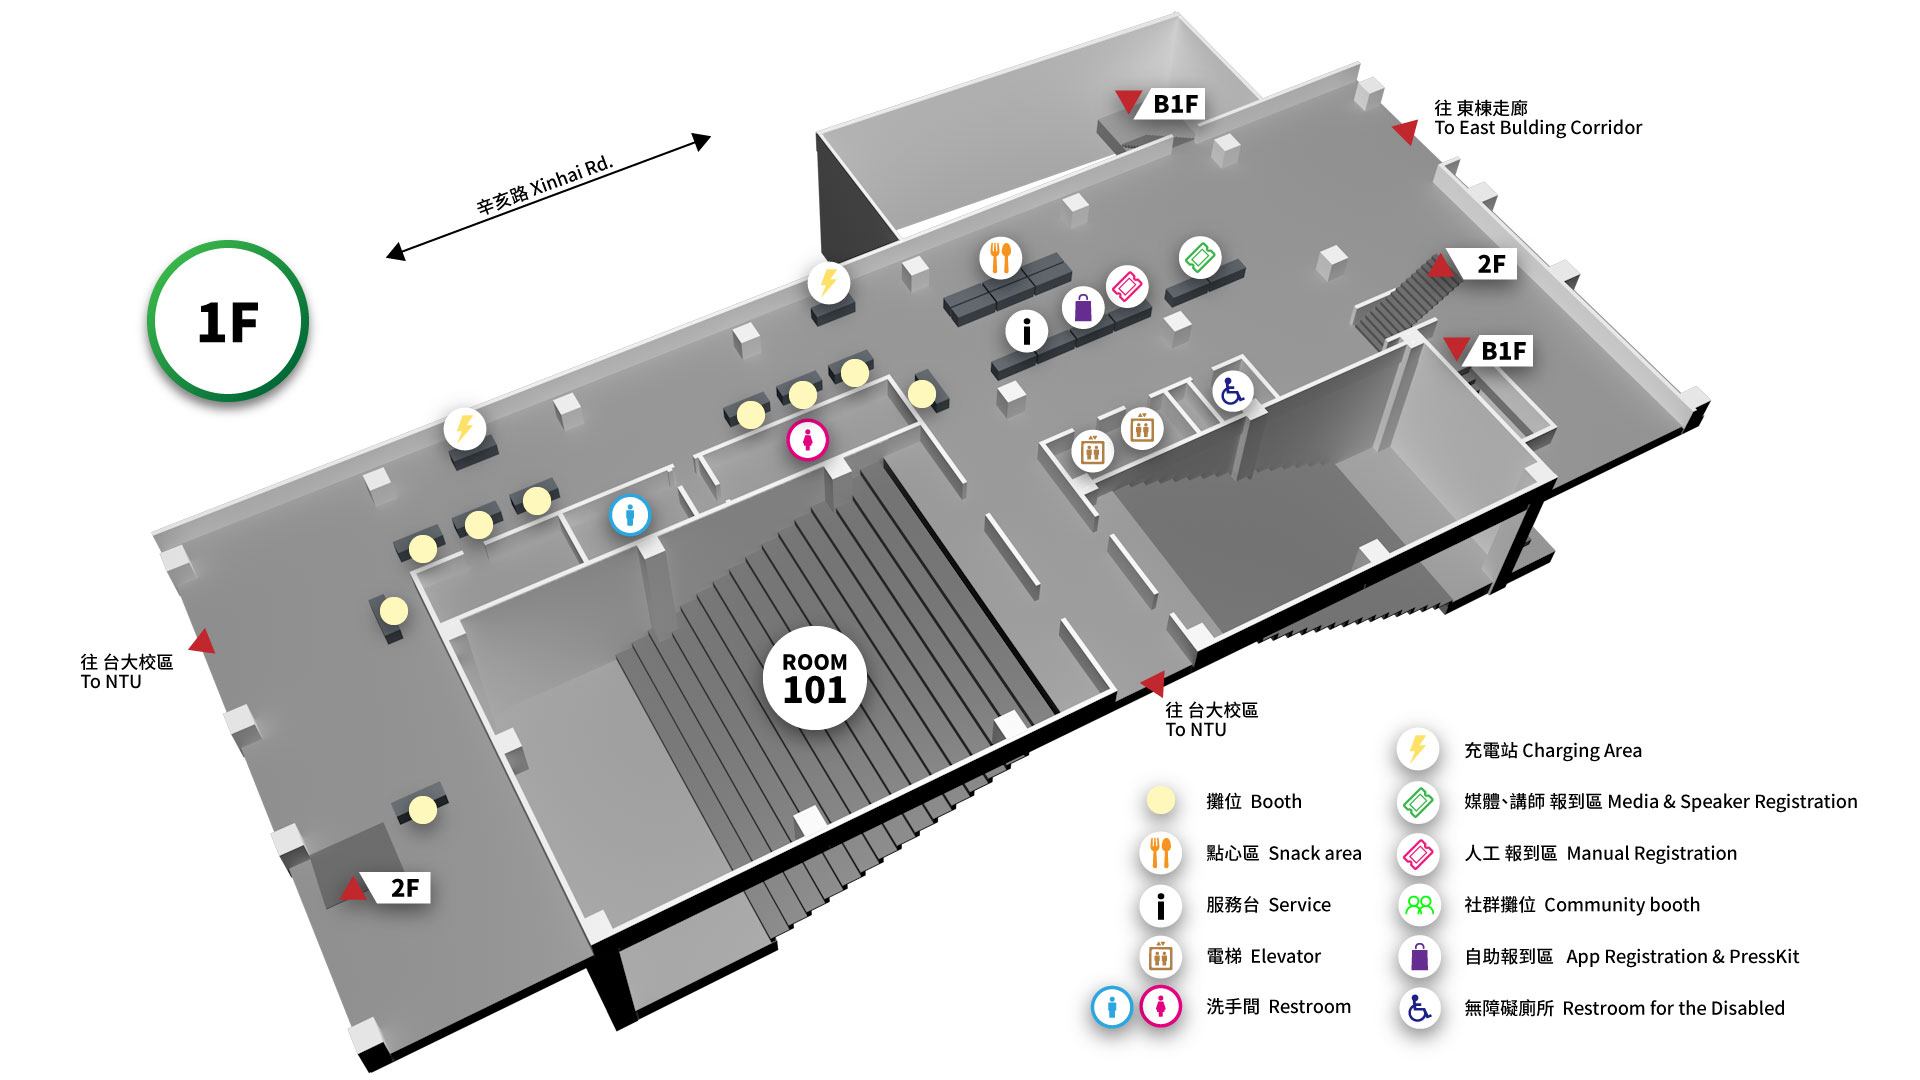 B1F
往 東棟走廊
To East Bulding Corridor
辛亥路 Xinhai Rd.
2F
1F
B1F
ROOM
101
往 台大校區
To NTU
往 台大校區
To NTU
2F
攤位 Booth
點心區 Snack area
服務台 Service
電梯 Elevator
洗手間 Restroom
充電站 Charging Area
媒體、講師 報到區 Media & Speaker Registration
人工 報到區 Manual Registration
社群攤位 Community booth
自助報到區 App Registration & PressKit
無障礙廁所 Restroom for the Disabled